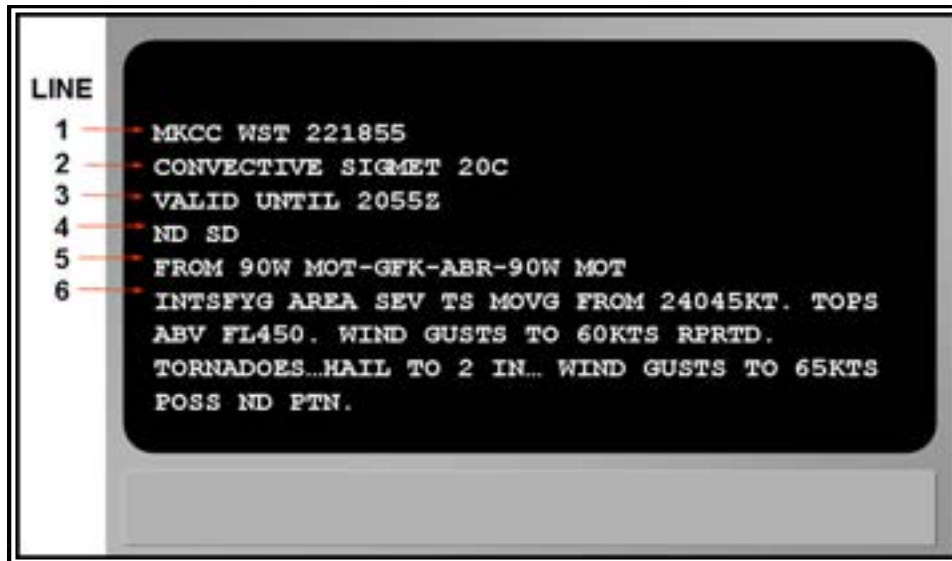 LINE
1 MKCC WST 221855
2 CONVECTIVE SIGMET 20C
3 VALID UNTIL 2055Z
4 ND SD
5 FROM 90W MOT-GFK-ABR-90W MOT
6 INTSFYG AREA SEV TS MOVG FROM 24045KT. TOPS
ABV FL450. WIND GUSTS TO 60KTS RPRTD.
TORNADOES…HAIL TO 2 IN… WIND GUSTS TO 65KTS
POSS ND PTN.